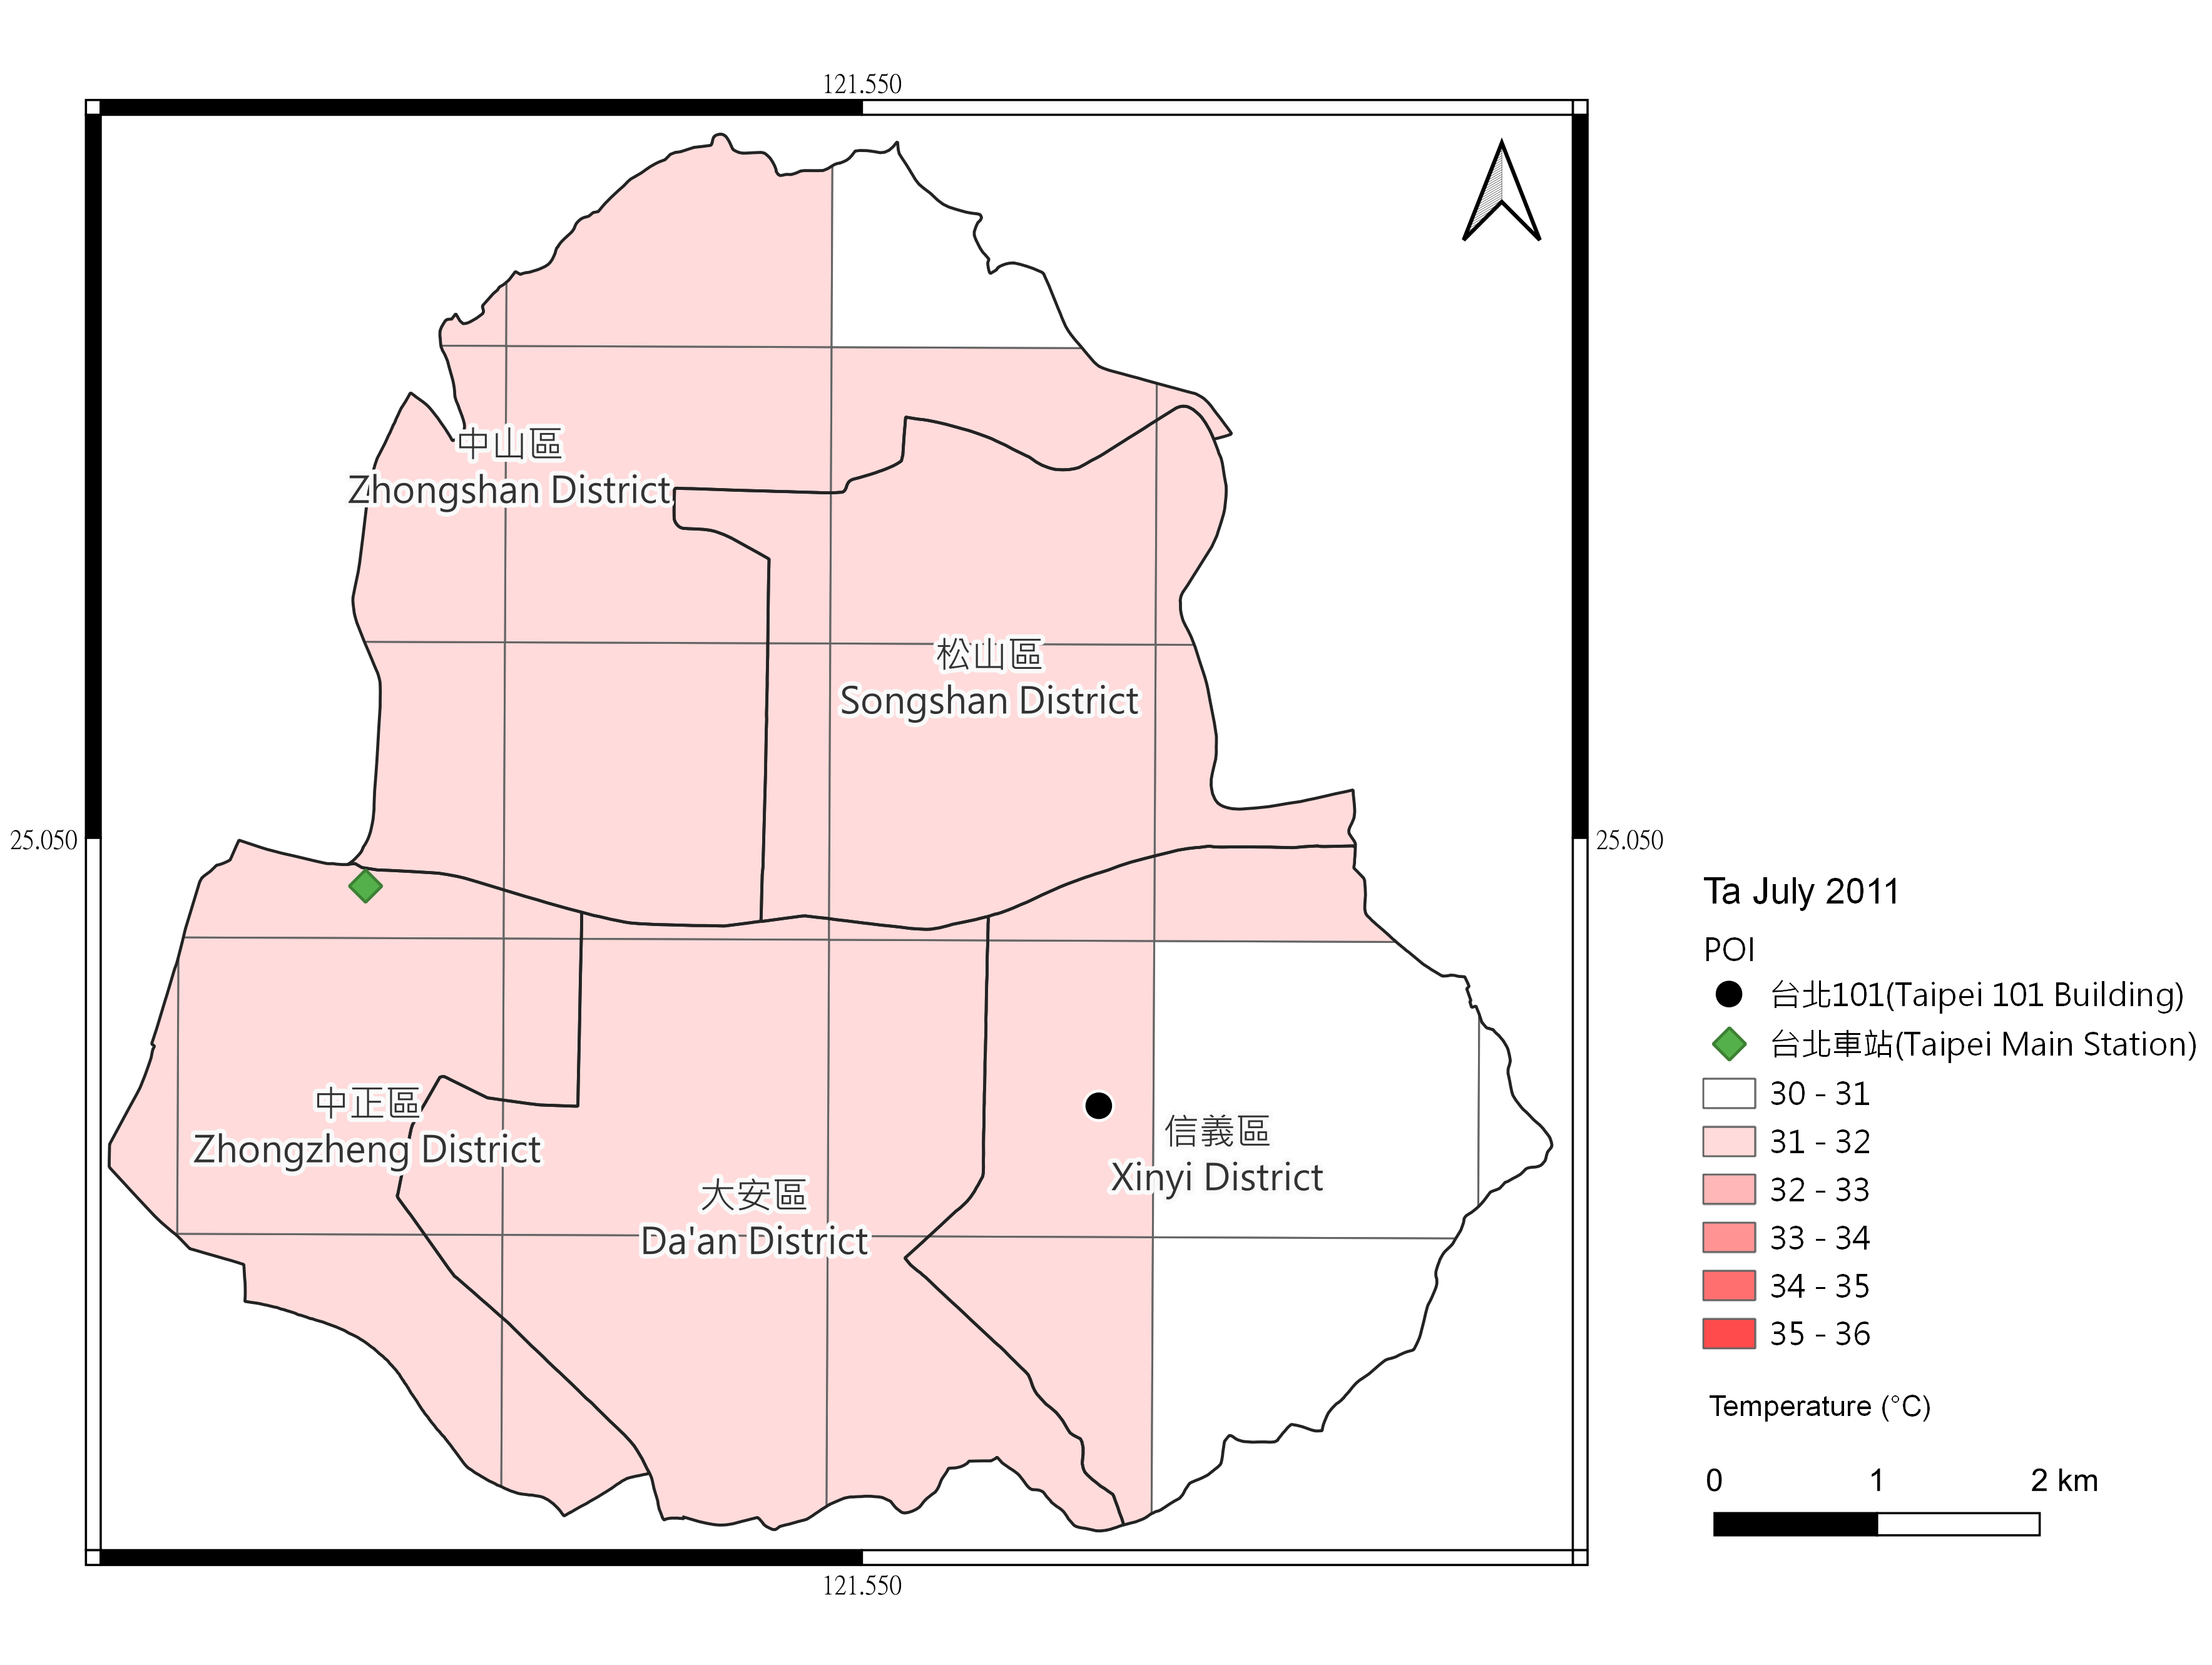 121.550
25.050
25.050
121.550
中山區
Zhongshan District
松山區
Songshan District
中正區
Zhongzheng District
大安區
Da'an District
信義區
Xinyi District
Ta July 2011
POI
台北101(Taipei 101 Building)
台北車站(Taipei Main Station)
30 - 31
31 - 32
32 - 33
33 - 34
34 - 35
35 - 36
Temperature (°C)
0 1 2 km